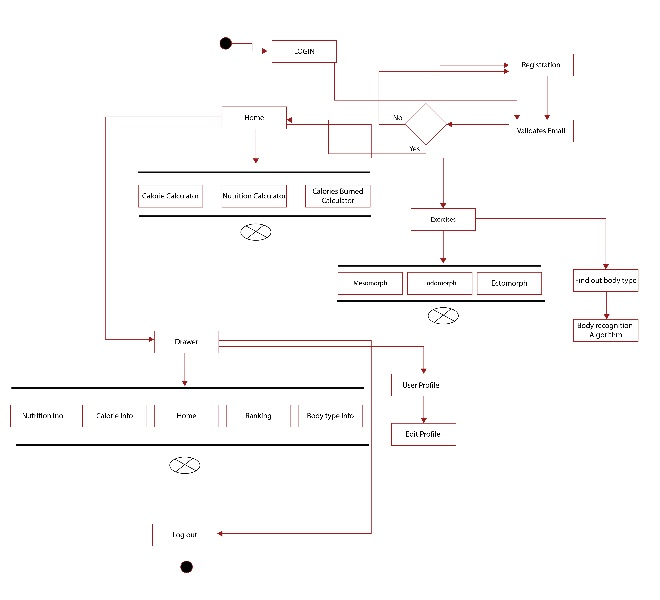 LOGIN
Registration
Home
No
Validates Email
Yes
Calorie Calculator
Nutrition Calculator
Calories Burned
Calculator
Exercises
Mesomorph
Endomorph
Ectomorph
Find out body type
Body recognition
Algorithm
Drawer
User Profile
Nutrition Ino
Calorie Info
Home
Ranking
Body type Info
Edit Profile
Log out